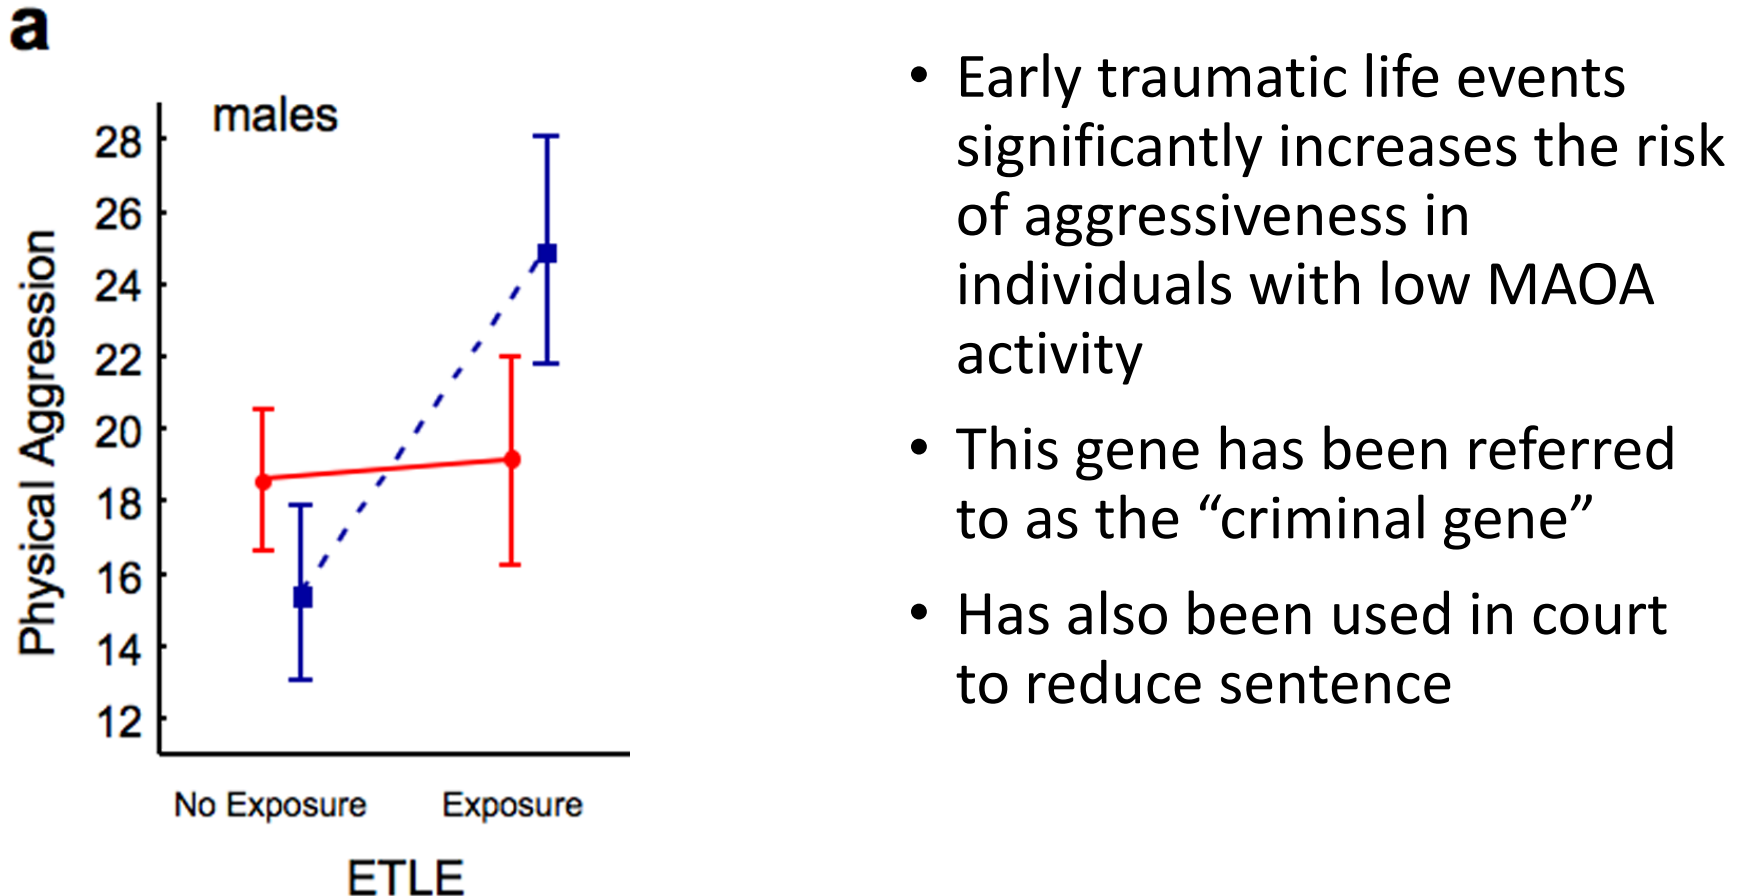 a
males
28
26
24
22
20
18
16
14
12
Physical Aggression
No Exposure Exposure
ETLE
• Early traumatic life events
significantly increases the risk
of aggressiveness in
individuals with low MAOA
activity
• This gene has been referred
to as the “criminal gene”
• Has also been used in court
to reduce sentence